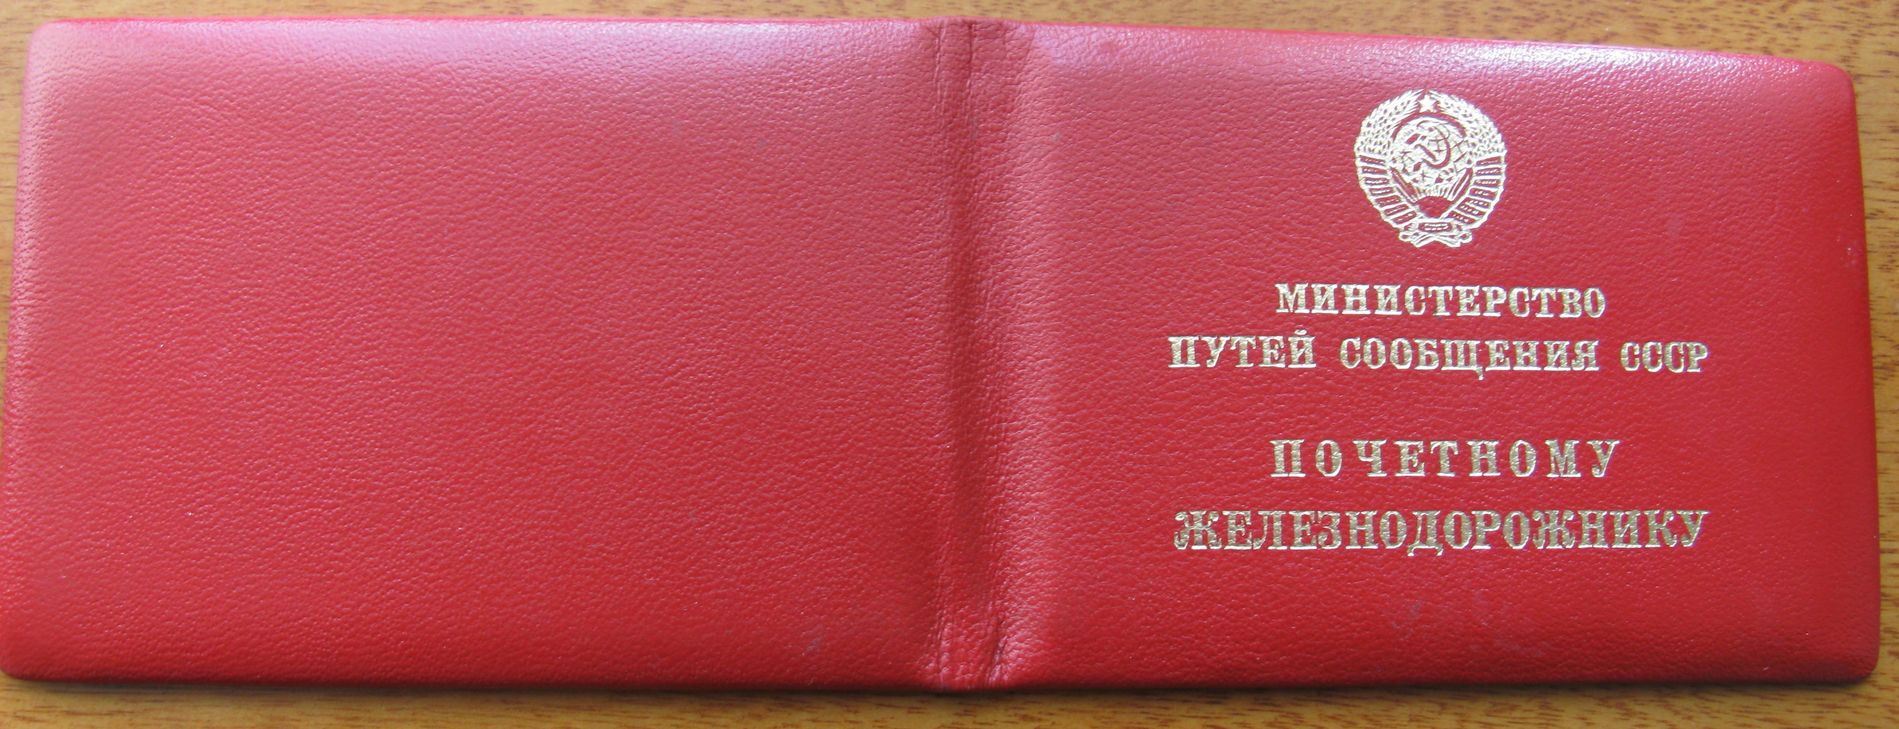 МИНИСТЕРСТВО
ПУТЕЙ СООБЩЕНИЯ СССР
ПОЧЕТНОМУ
ЖЕЛЕЗНОДОРОЖНИКУ